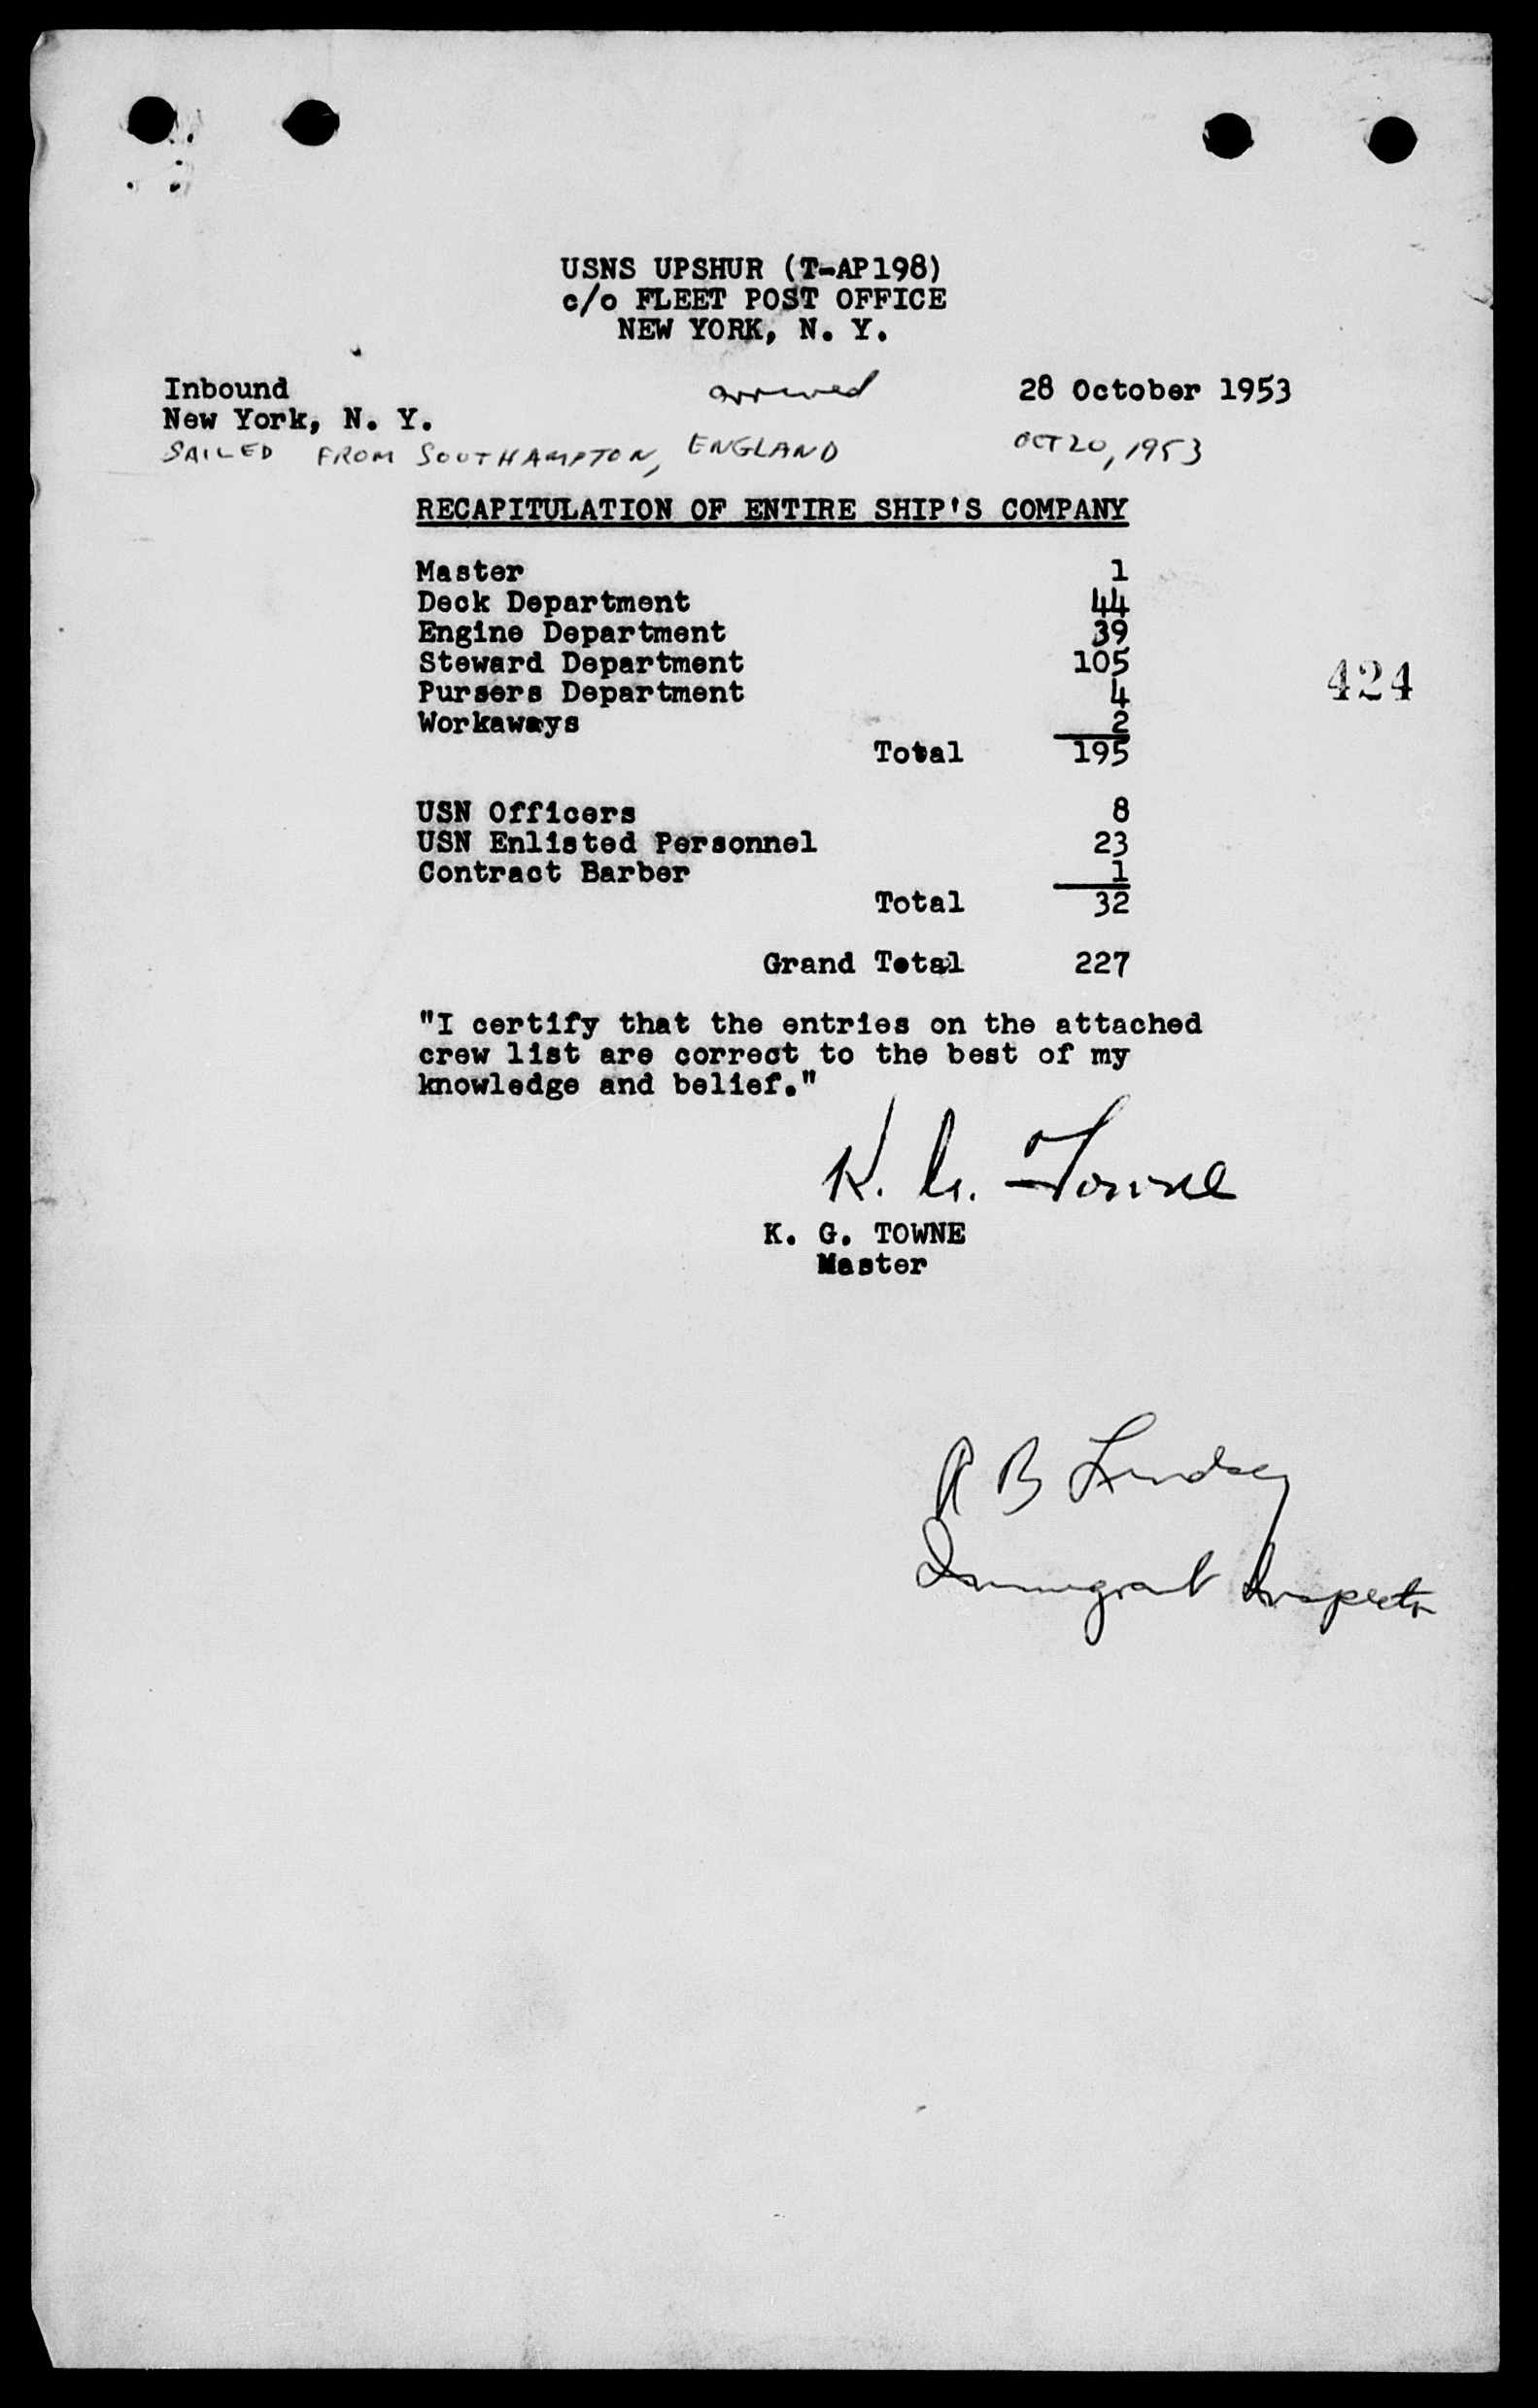 USNS UPSHUR (T-AP198)
c/o FLEET POST OFFICE
NEW YORK, N. Y.
Inbound arrived 28 October 1953
New York, N. Y.
SAILED FROM SOUTHAMPTON, ENGLAND OCT 20, 1953
RECAPITULATION OF ENTIRE SHIP'S COMPANY
Master 1
Deck Department 44
Engine Department 39
Steward Department 105
424
Pursers Department 4
Workaways 2
Total 195
USN Officers 8
USN Enlisted Personnel 23
Contract Barber 1
Total 32
Grand Total 227
"I certify that the entries on the attached
crew list are correct to the best of my
knowledge and belief."
K. G. Towne
K. G. TOWNE
Master
R B Lindsey
Immigrant Inspector